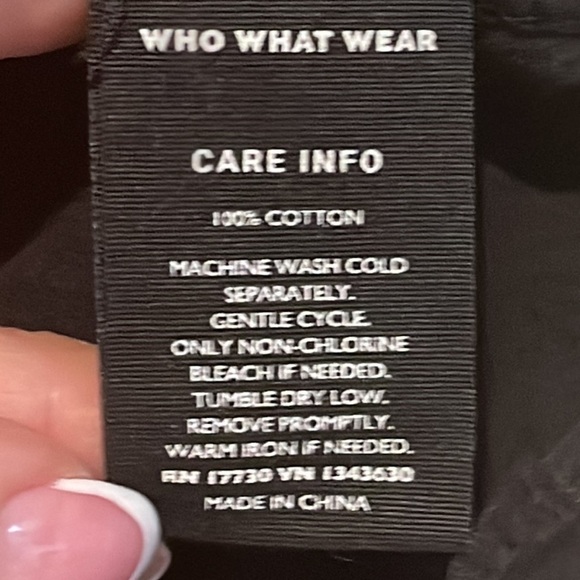 WHO WHAT WEAR
CARE INFO
100% COTTON
MACHINE WASH COLD
SEPARATELY.
GENTLE CYCLE.
ONLY NON-CHLORINE
BLEACH IF NEEDED.
TUMBLE DRY LOW.
REMOVE PROMPTLY.
WARM IRON IF NEEDED.
RN 17730 VN 1343630
MADE IN CHINA